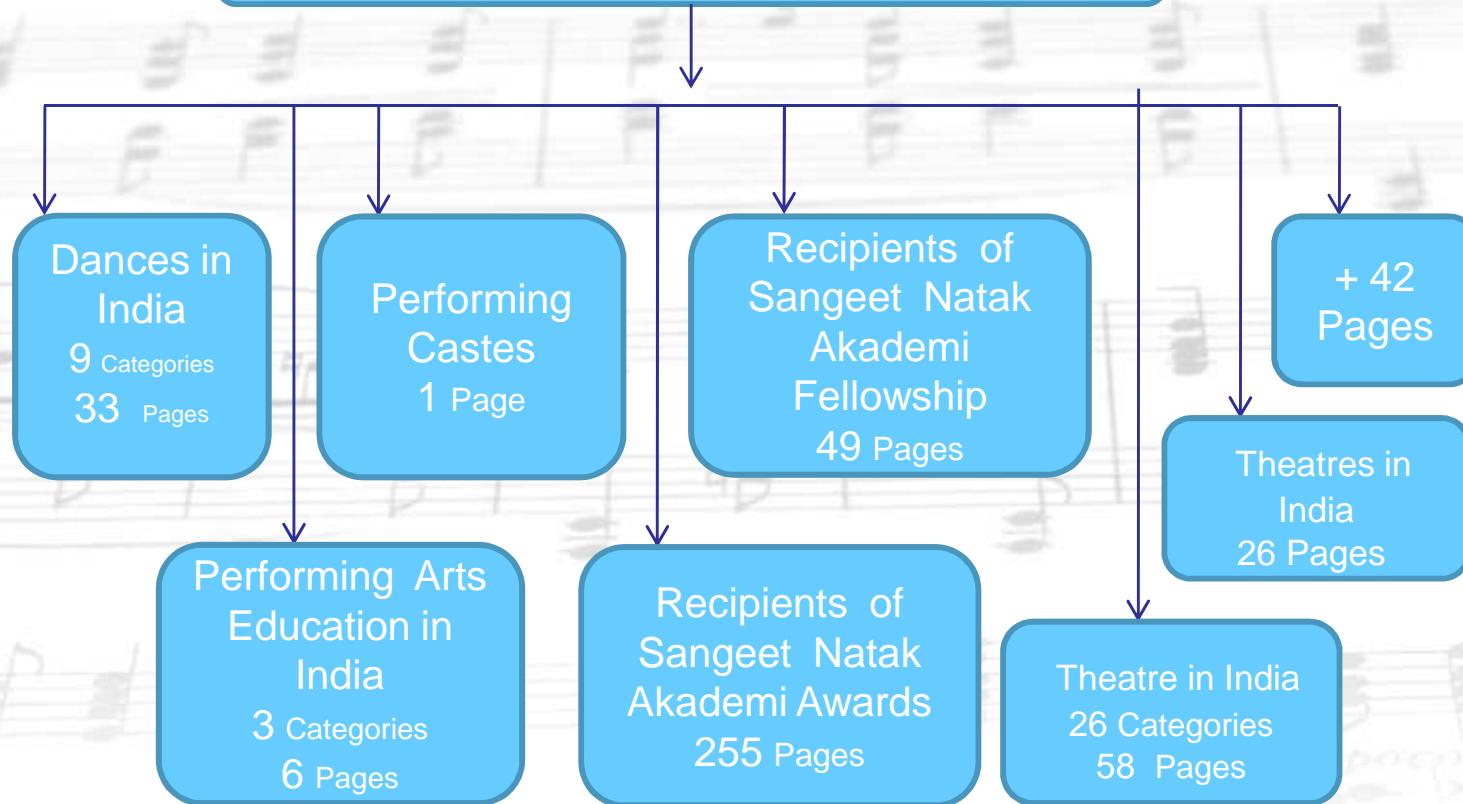 Dances in
India
9 Categories
33 Pages
Performing
Castes
1 Page
Recipients of
Sangeet Natak
Akademi
Fellowship
49 Pages
+ 42
Pages
Theatres in
India
26 Pages
Performing Arts
Education in
India
3 Categories
6 Pages
Recipients of
Sangeet Natak
Akademi Awards
255 Pages
Theatre in India
26 Categories
58 Pages